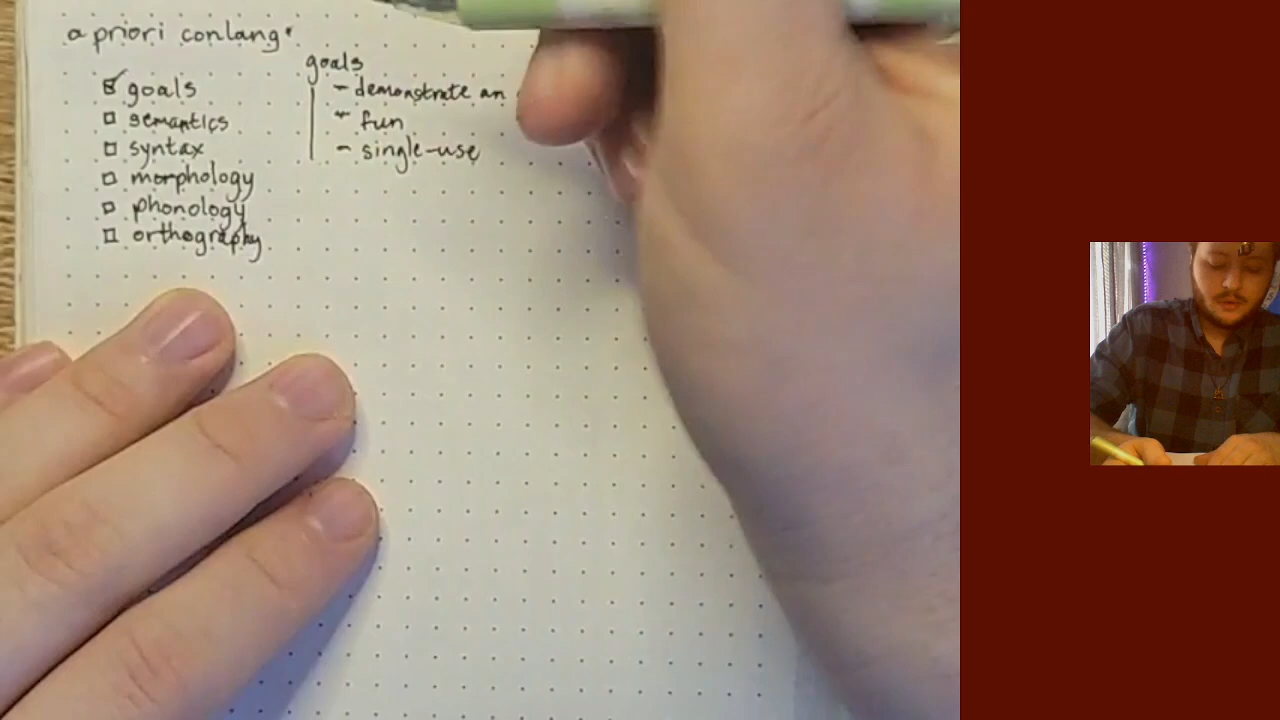 a priori conlang
goals
semantics
syntax
morphology
phonology
orthography
goals
- demonstrate an
- fun
- single-use